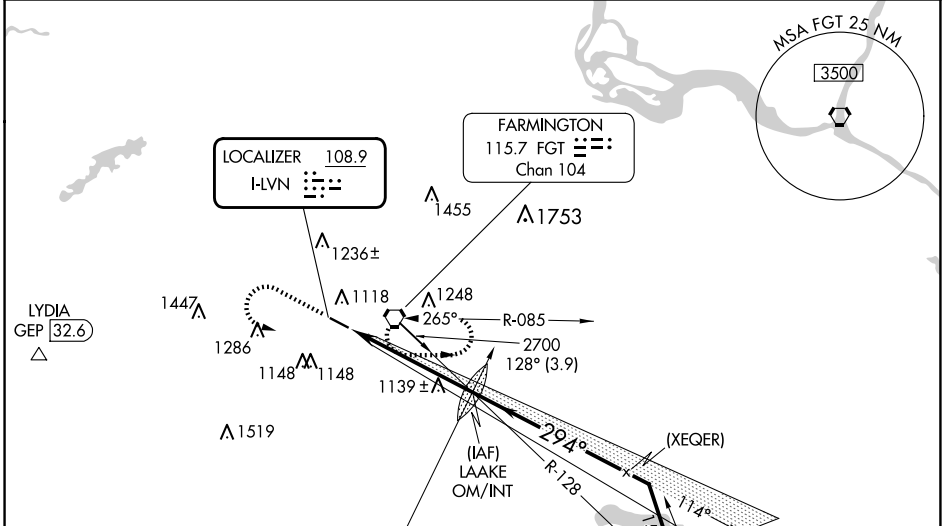 MSA FGT 25 NM
3500
FARMINGTON
115.7 FGT
Chan 104
LOCALIZER 108.9
I-LVN
1455
1753
1236±
1118
1248
1447
LYDIA
GEP 32.6
265°
R-085
1286
2700
128° (3.9)
1148
1148
1139±
1519
294°
(XEQER)
(IAF)
LAAKE
OM/INT
R-128
114°